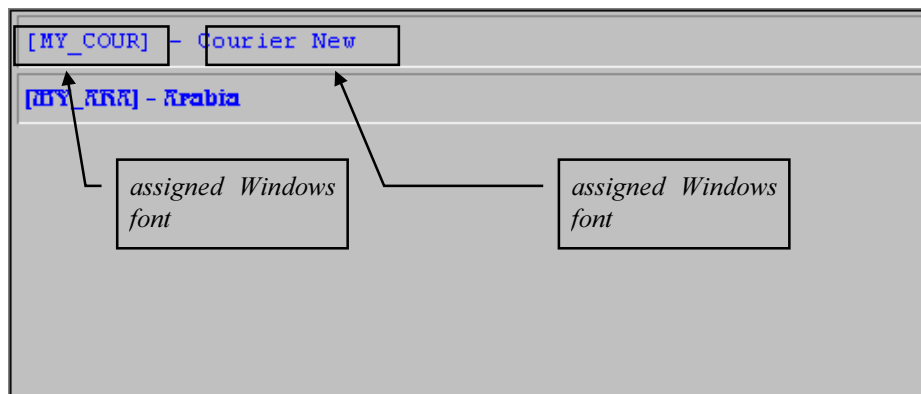 [MY_COUR] - Courier New
[MY_ARA] - Arabia
assigned Windows
font
assigned Windows
font